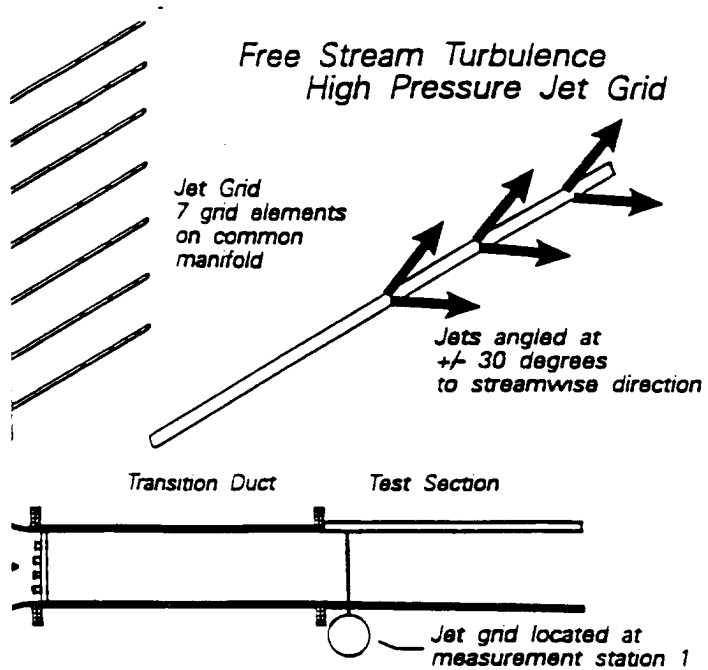 Free Stream Turbulence
High Pressure Jet Grid
Jet Grid
7 grid elements
on common
manifold
Jets angled at
+/- 30 degrees
to streamwise direction
Transition Duct
Test Section
Jet grid located at
measurement station 1